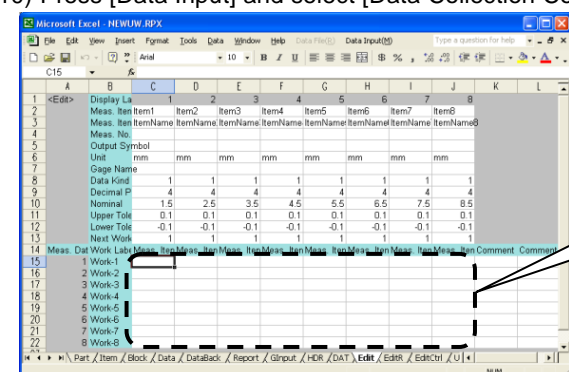 10) Press [Data Input] and select [Data Collection Se
Microsoft Excel - NEWUW.RPX
File Edit View Insert Format Tools Data Window Help Data File(E) Data Input(M) Type a question for help
Arial 10 B I U $ %
C15 fx
A B C D E F G H I J K L
1 <Edit> Display La 1 2 3 4 5 6 7 8
2 Meas. Iten Item1 Item2 Item3 Item4 Item5 Item6 Item7 Item8
3 Meas. Iten ItemName ItemName ItemName ItemName ItemName ItemName ItemName ItemName8
4 Meas. No.
5 Output Symbol
6 Unit mm mm mm mm mm mm mm mm
7 Gage Name
8 Data Kind 1 1 1 1 1 1 1 1
9 Decimal P 4 4 4 4 4 4 4 4
10 Nominal 1.5 2.5 3.5 4.5 5.5 6.5 7.5 8.5
11 Upper Tole 0.1 0.1 0.1 0.1 0.1 0.1 0.1 0.1
12 Lower Tole -0.1 -0.1 -0.1 -0.1 -0.1 -0.1 -0.1 -0.1
13 Next Work 1 1 1 1 1 1 1 1
14 Meas. Dat Work Labe Meas. Iten Meas. Iten Meas. Iten Meas. Iten Meas. Iten Meas. Iten Meas. Iten Meas. Iten Comment Comment
15 1 Work-1
16 2 Work-2
17 3 Work-3
18 4 Work-4
19 5 Work-5
20 6 Work-6
21 7 Work-7
22 8 Work-8
Part Item Block Data DataBack Report GInput HDR DAT Edit EditR EditCtrl U
NUM